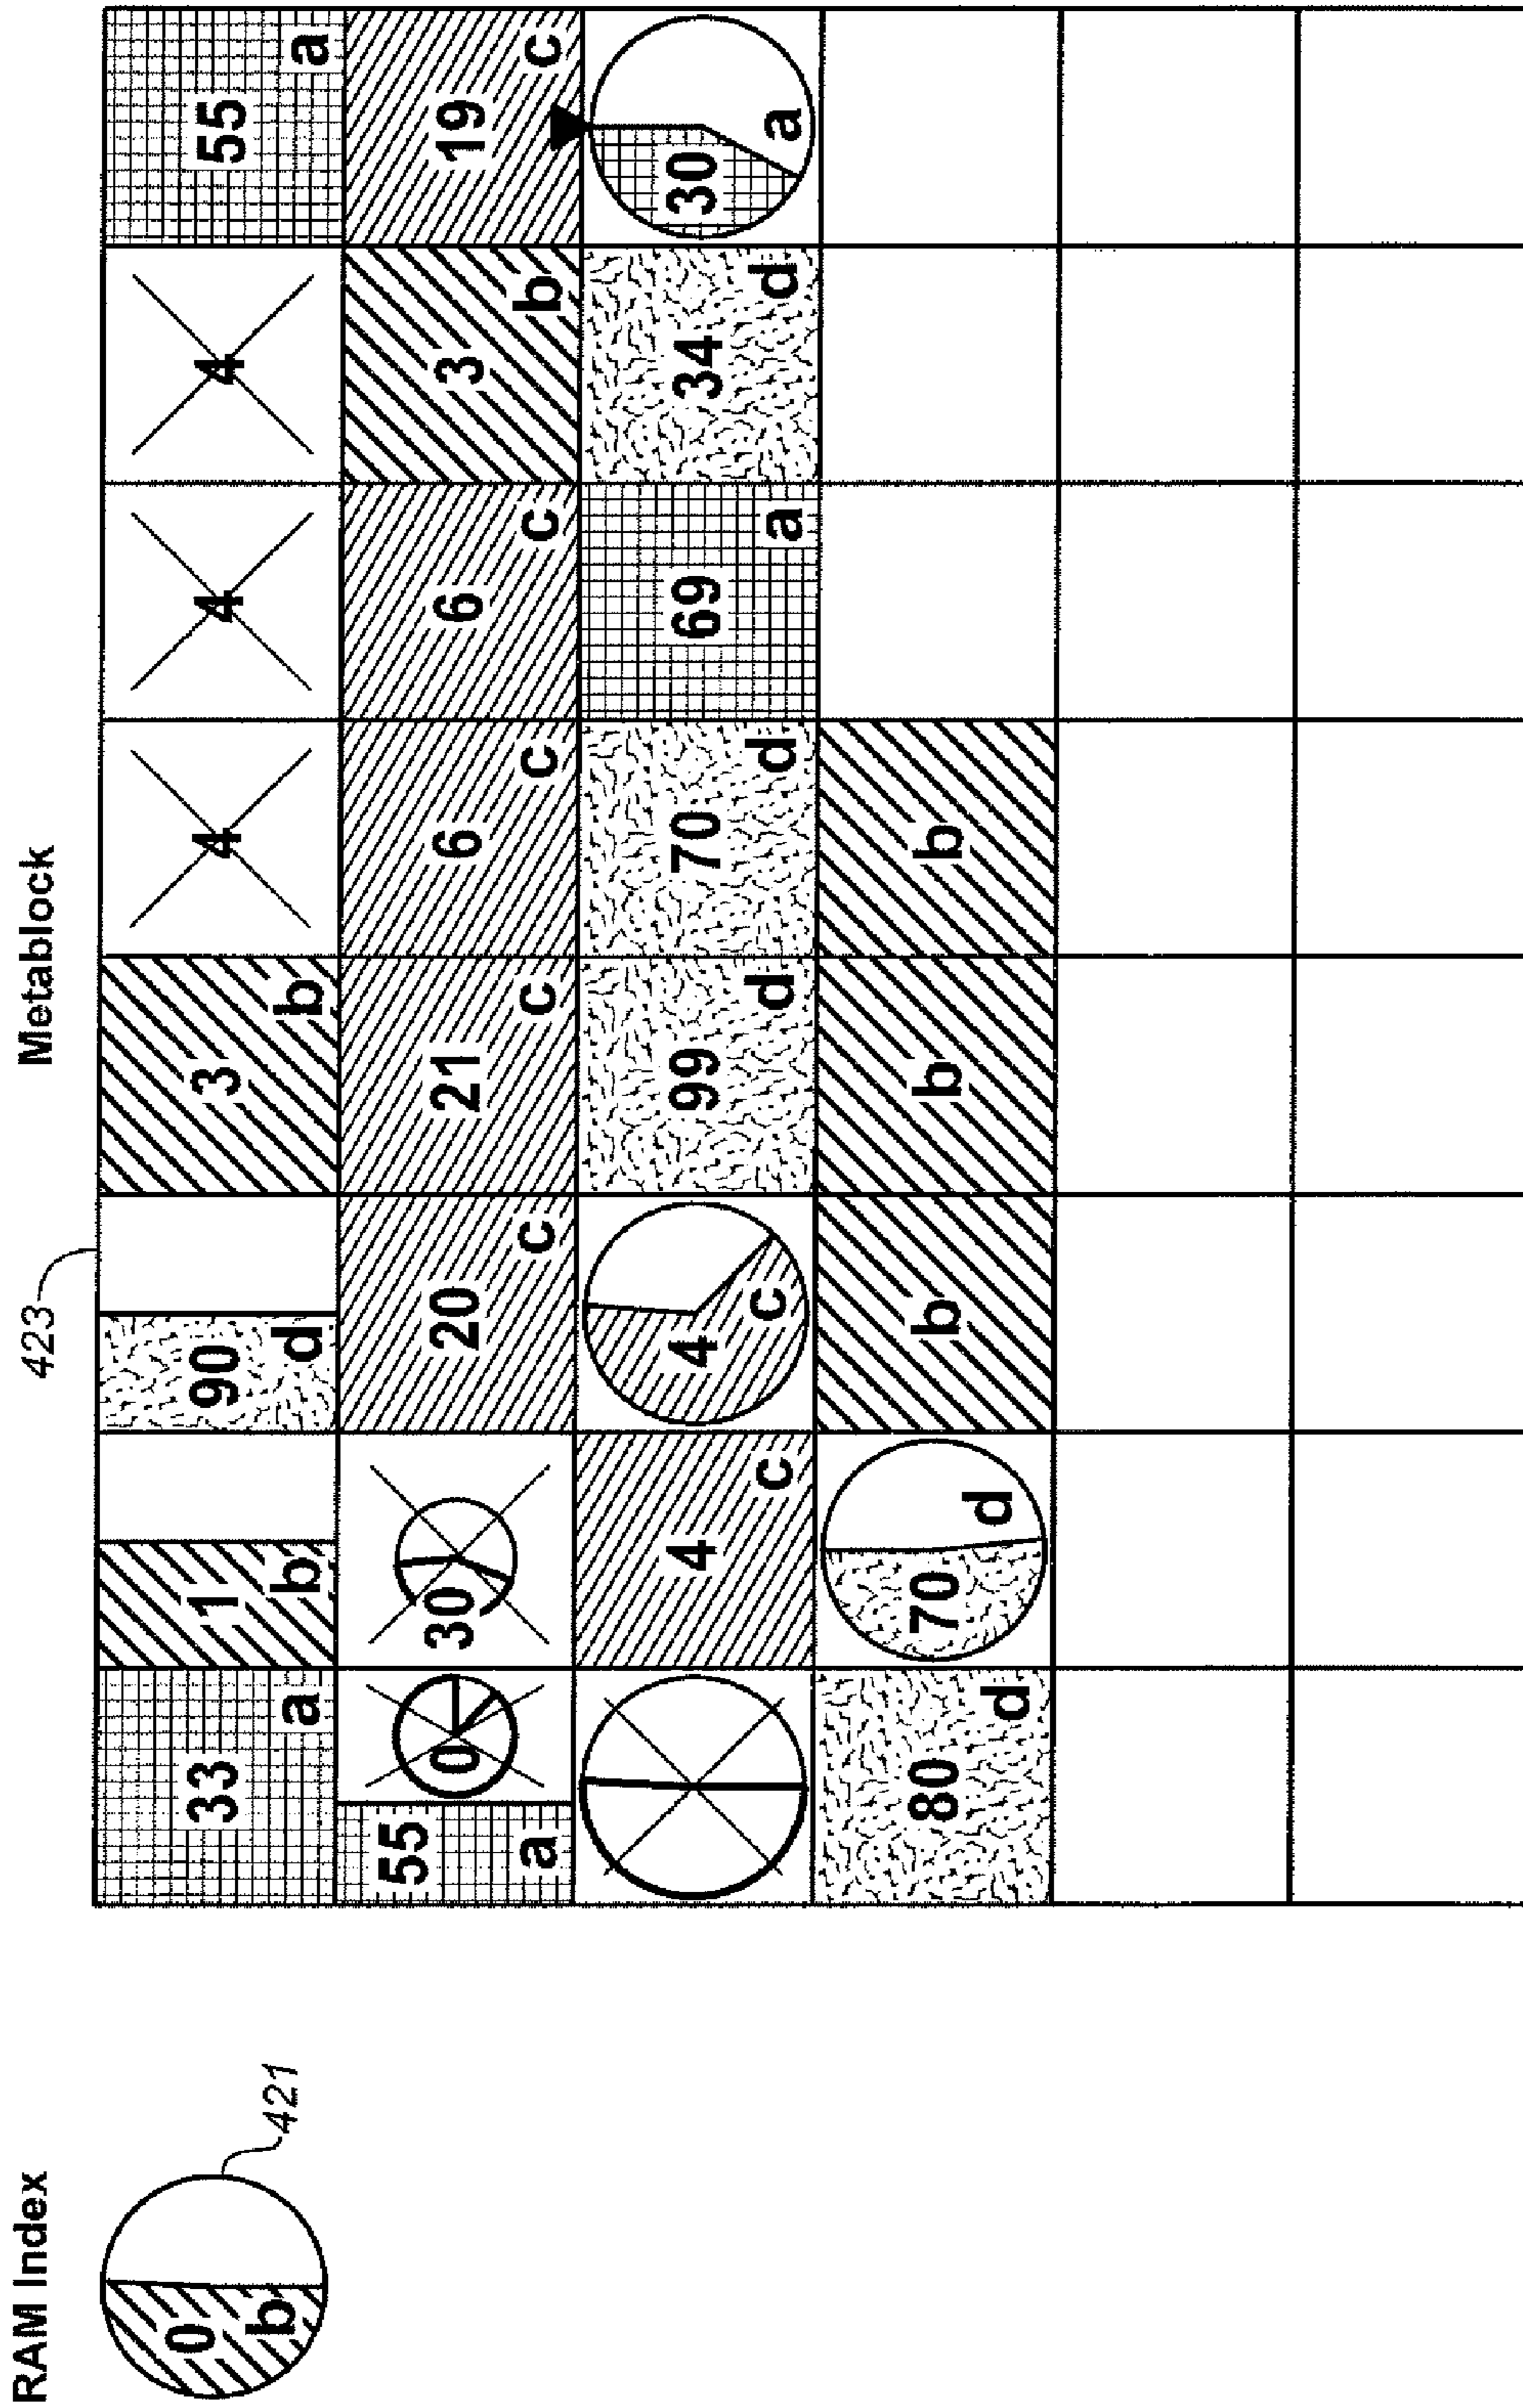 RAM Index
Metablock
423
0 33 1 90 3 4 4 4 55
b a b d b a
421
55 0 30 20 21 6 6 3 19
a c c c c b c
4 4 99 70 69 34 30
c c d d a d a
80 70 b b b
d d